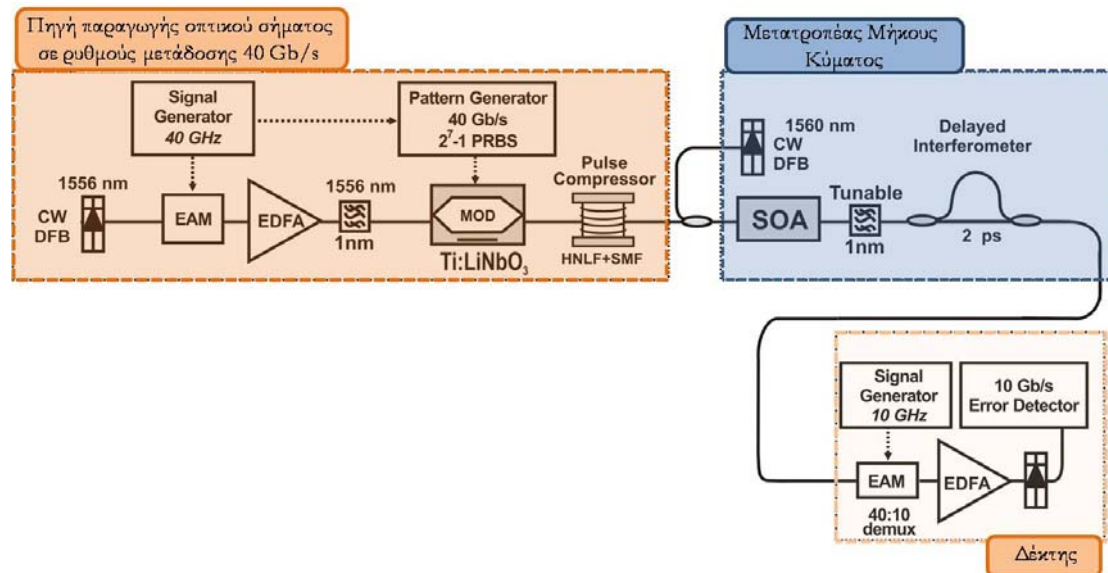 Πηγή παραγωγής οπτικού σήματος
σε ρυθμούς μετάδοσης 40 Gb/s
Signal
Generator
40 GHz
Pattern Generator
40 Gb/s
2⁷-1 PRBS
1556 nm
CW
DFB
EAM
EDFA
1556 nm
1nm
MOD
Ti:LiNbO₃
Pulse
Compressor
HNLF+SMF
Μετατροπέας Μήκους
Κύματος
1560 nm
CW
DFB
SOA
Tunable
1nm
Delayed
Interferometer
2 ps
Signal
Generator
10 GHz
10 Gb/s
Error Detector
EAM
40:10
demux
EDFA
Δέκτης